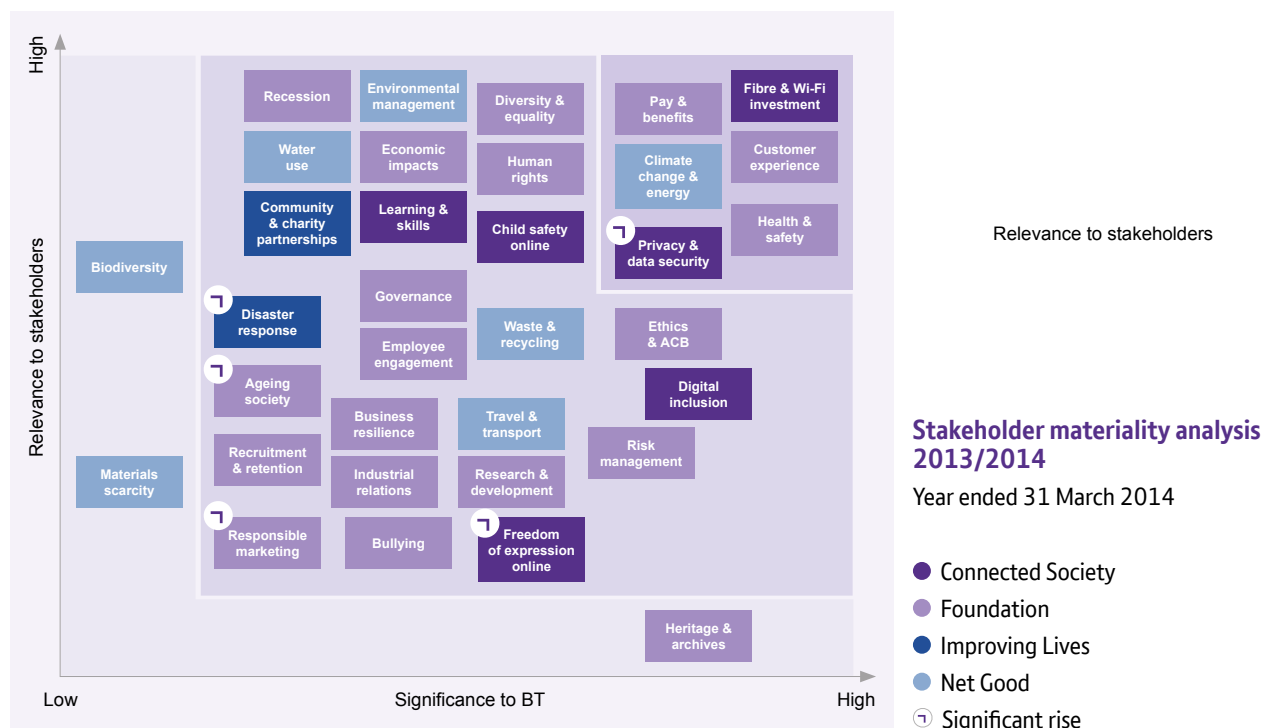 High
Relevance to stakeholders
Recession
Environmental
management
Diversity &
equality
Pay &
benefits
Fibre & Wi-Fi
investment
Water
use
Economic
impacts
Human
rights
Climate
change &
energy
Customer
experience
Community
& charity
partnerships
Learning &
skills
Child safety
online
Privacy &
data security
Health &
safety
Biodiversity
Disaster
response
Governance
Employee
engagement
Waste &
recycling
Ethics
& ACB
Ageing
society
Business
resilience
Travel &
transport
Digital
inclusion
Materials
scarcity
Recruitment
& retention
Industrial
relations
Research &
development
Risk
management
Responsible
marketing
Bullying
Freedom
of expression
online
Heritage &
archives
Low
Significance to BT
High
Relevance to stakeholders
Stakeholder materiality analysis
2013/2014
Year ended 31 March 2014
Connected Society
Foundation
Improving Lives
Net Good
Significant rise